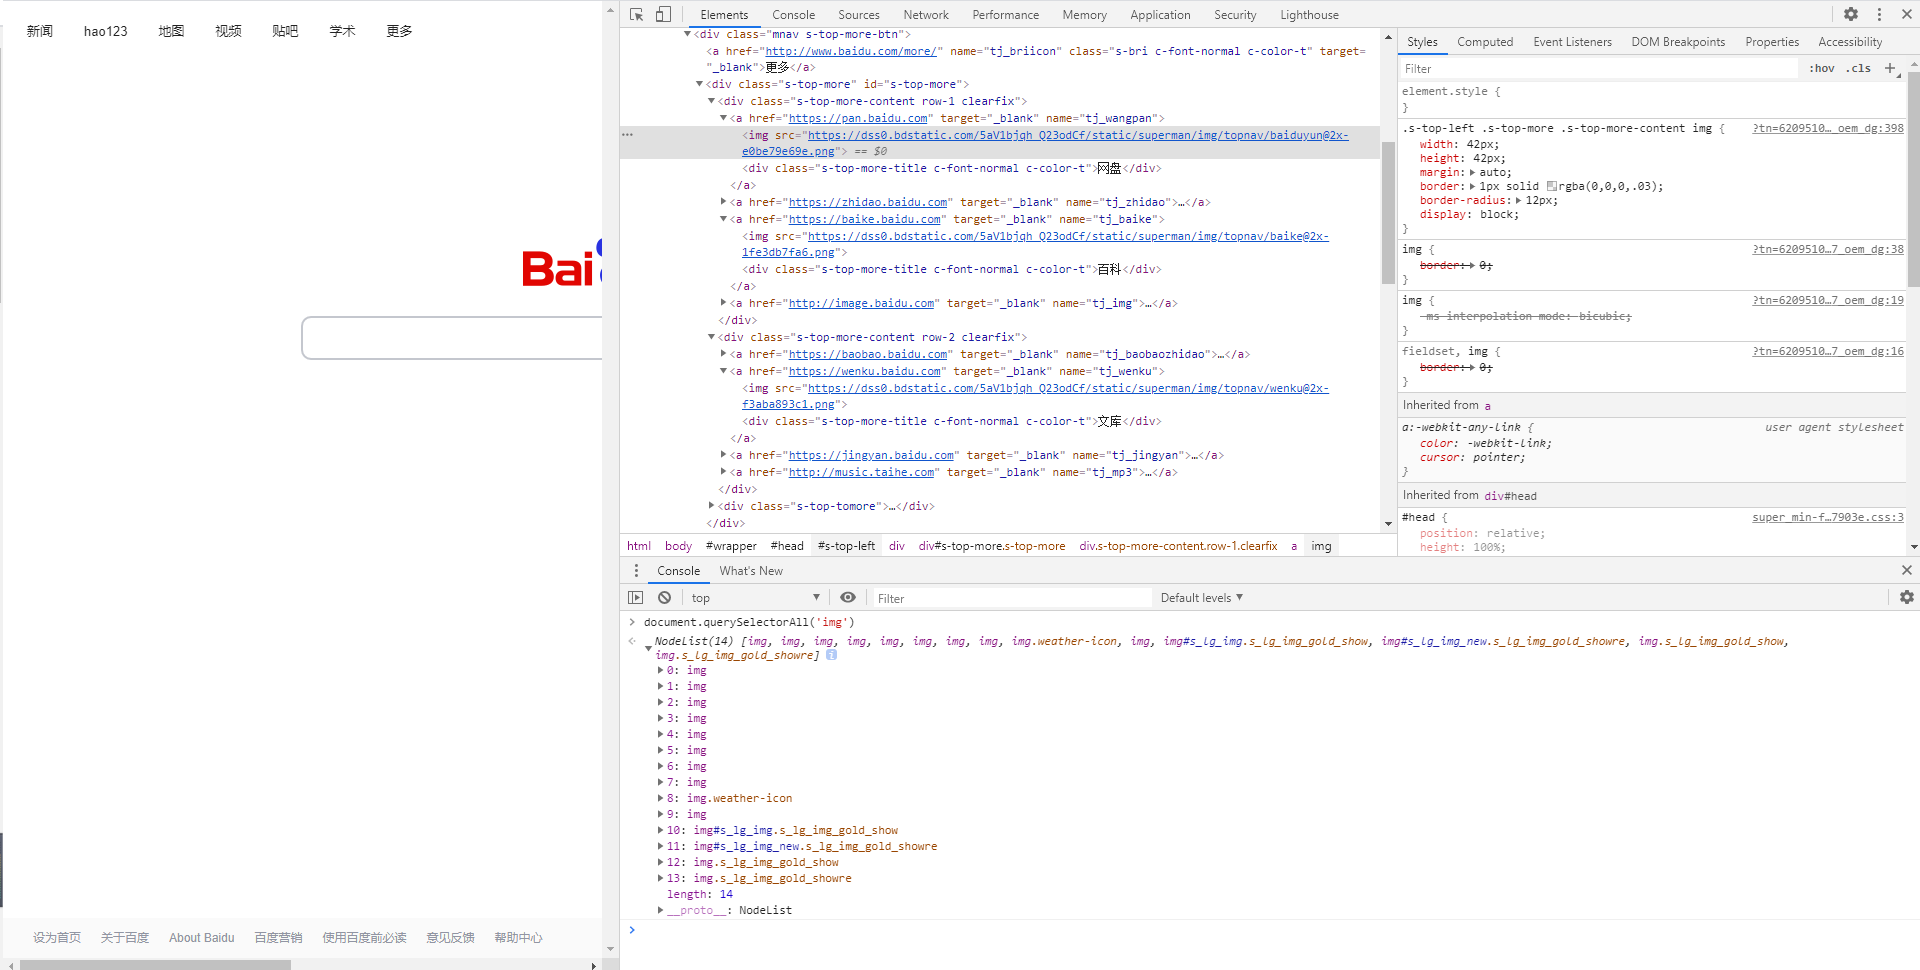 新闻 hao123 地图 视频 贴吧 学术 更多
Bai
设为首页 关于百度 About Baidu 百度营销 使用百度前必读 意见反馈 帮助中心
Elements Console Sources Network Performance Memory Application Security Lighthouse
<div class="mnav s-top-more-btn">
<a href="http://www.baidu.com/more/" name="tj_briicon" class="s-bri c-font-normal c-color-t" target=
"_blank">更多</a>
<div class="s-top-more" id="s-top-more">
<div class="s-top-more-content row-1 clearfix">
<a href="https://pan.baidu.com" target="_blank" name="tj_wangpan">
<img src="https://dss0.bdstatic.com/5aV1bjqh_Q23odCf/static/superman/img/topnav/baiduyun@2x-
e0be79e69e.png"> == $0
<div class="s-top-more-title c-font-normal c-color-t">网盘</div>
</a>
<a href="https://zhidao.baidu.com" target="_blank" name="tj_zhidao">…</a>
<a href="https://baike.baidu.com" target="_blank" name="tj_baike">
<img src="https://dss0.bdstatic.com/5aV1bjqh_Q23odCf/static/superman/img/topnav/baike@2x-
1fe3db7fa6.png">
<div class="s-top-more-title c-font-normal c-color-t">百科</div>
</a>
<a href="http://image.baidu.com" target="_blank" name="tj_img">…</a>
</div>
<div class="s-top-more-content row-2 clearfix">
<a href="https://baobao.baidu.com" target="_blank" name="tj_baobaozhidao">…</a>
<a href="https://wenku.baidu.com" target="_blank" name="tj_wenku">
<img src="https://dss0.bdstatic.com/5aV1bjqh_Q23odCf/static/superman/img/topnav/wenku@2x-
f3aba893c1.png">
<div class="s-top-more-title c-font-normal c-color-t">文库</div>
</a>
<a href="https://jingyan.baidu.com" target="_blank" name="tj_jingyan">…</a>
<a href="http://music.taihe.com" target="_blank" name="tj_mp3">…</a>
</div>
<div class="s-top-tomore">…</div>
</div>
html body #wrapper #head #s-top-left div div#s-top-more.s-top-more div.s-top-more-content.row-1.clearfix a img
Styles Computed Event Listeners DOM Breakpoints Properties Accessibility
Filter :hov .cls +
element.style {
}
.s-top-left .s-top-more .s-top-more-content img { ?tn=6209510…_oem_dg:398
width: 42px;
height: 42px;
margin: auto;
border: 1px solid rgba(0,0,0,.03);
border-radius: 12px;
display: block;
}
img { ?tn=6209510…7_oem_dg:38
border: 0;
}
img { ?tn=6209510…7_oem_dg:19
-ms-interpolation-mode: bicubic;
}
fieldset, img { ?tn=6209510…7_oem_dg:16
border: 0;
}
Inherited from a
a:-webkit-any-link { user agent stylesheet
color: -webkit-link;
cursor: pointer;
}
Inherited from div#head
#head { super_min-f…7903e.css:3
position: relative;
height: 100%;
Console What's New
top Filter Default levels
document.querySelectorAll('img')
NodeList(14) [img, img, img, img, img, img, img, img, img.weather-icon, img, img#s_lg_img.s_lg_img_gold_show, img#s_lg_img_new.s_lg_img_gold_showre, img.s_lg_img_gold_show,
img.s_lg_img_gold_showre]
0: img
1: img
2: img
3: img
4: img
5: img
6: img
7: img
8: img.weather-icon
9: img
10: img#s_lg_img.s_lg_img_gold_show
11: img#s_lg_img_new.s_lg_img_gold_showre
12: img.s_lg_img_gold_show
13: img.s_lg_img_gold_showre
length: 14
__proto__: NodeList